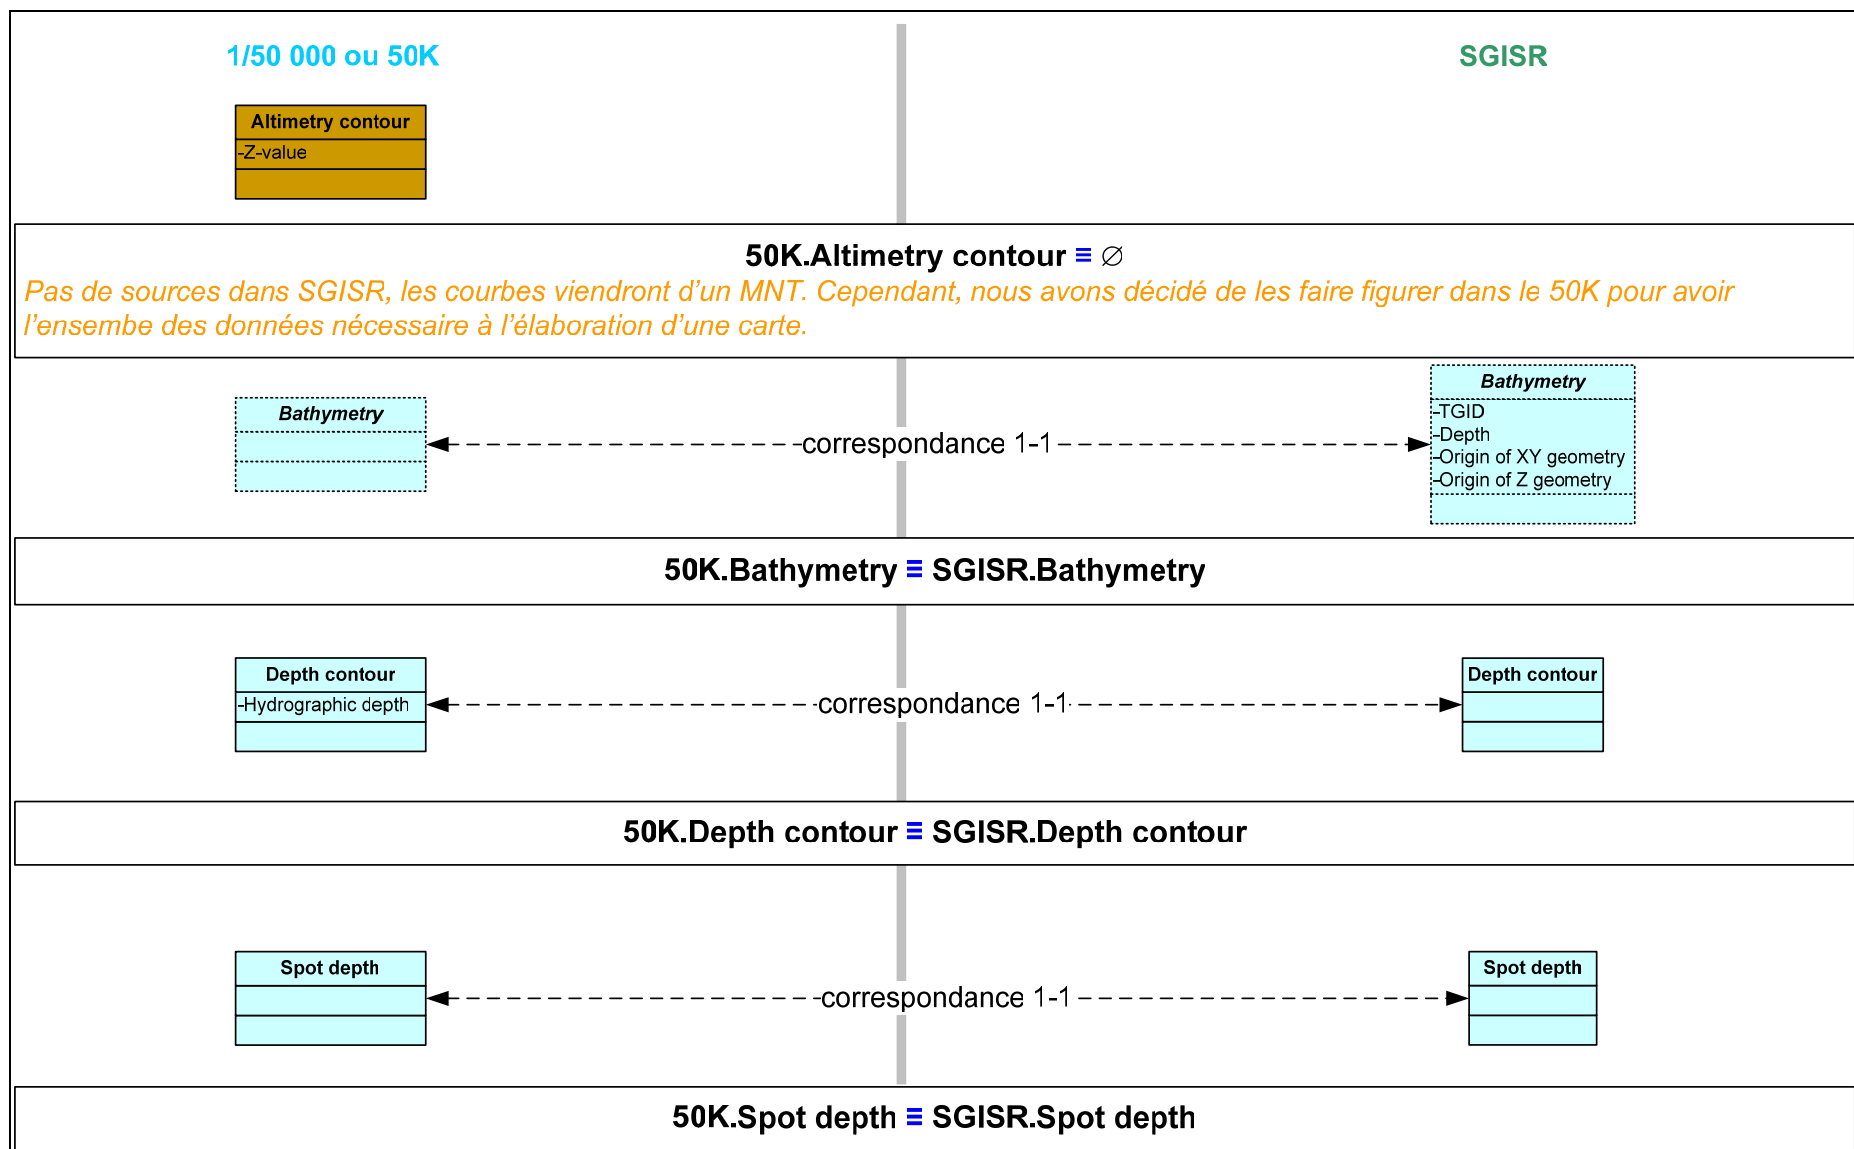 1/50 000 ou 50K
SGISR
Altimetry contour
-Z-value
50K.Altimetry contour ≡ ∅
Pas de sources dans SGISR, les courbes viendront d'un MNT. Cependant, nous avons décidé de les faire figurer dans le 50K pour avoir
l'ensembe des données nécessaire à l'élaboration d'une carte.
Bathymetry
correspondance 1-1
Bathymetry
-TGID
-Depth
-Origin of XY geometry
-Origin of Z geometry
50K.Bathymetry ≡ SGISR.Bathymetry
Depth contour
-Hydrographic depth
correspondance 1-1
Depth contour
50K.Depth contour ≡ SGISR.Depth contour
Spot depth
correspondance 1-1
Spot depth
50K.Spot depth ≡ SGISR.Spot depth